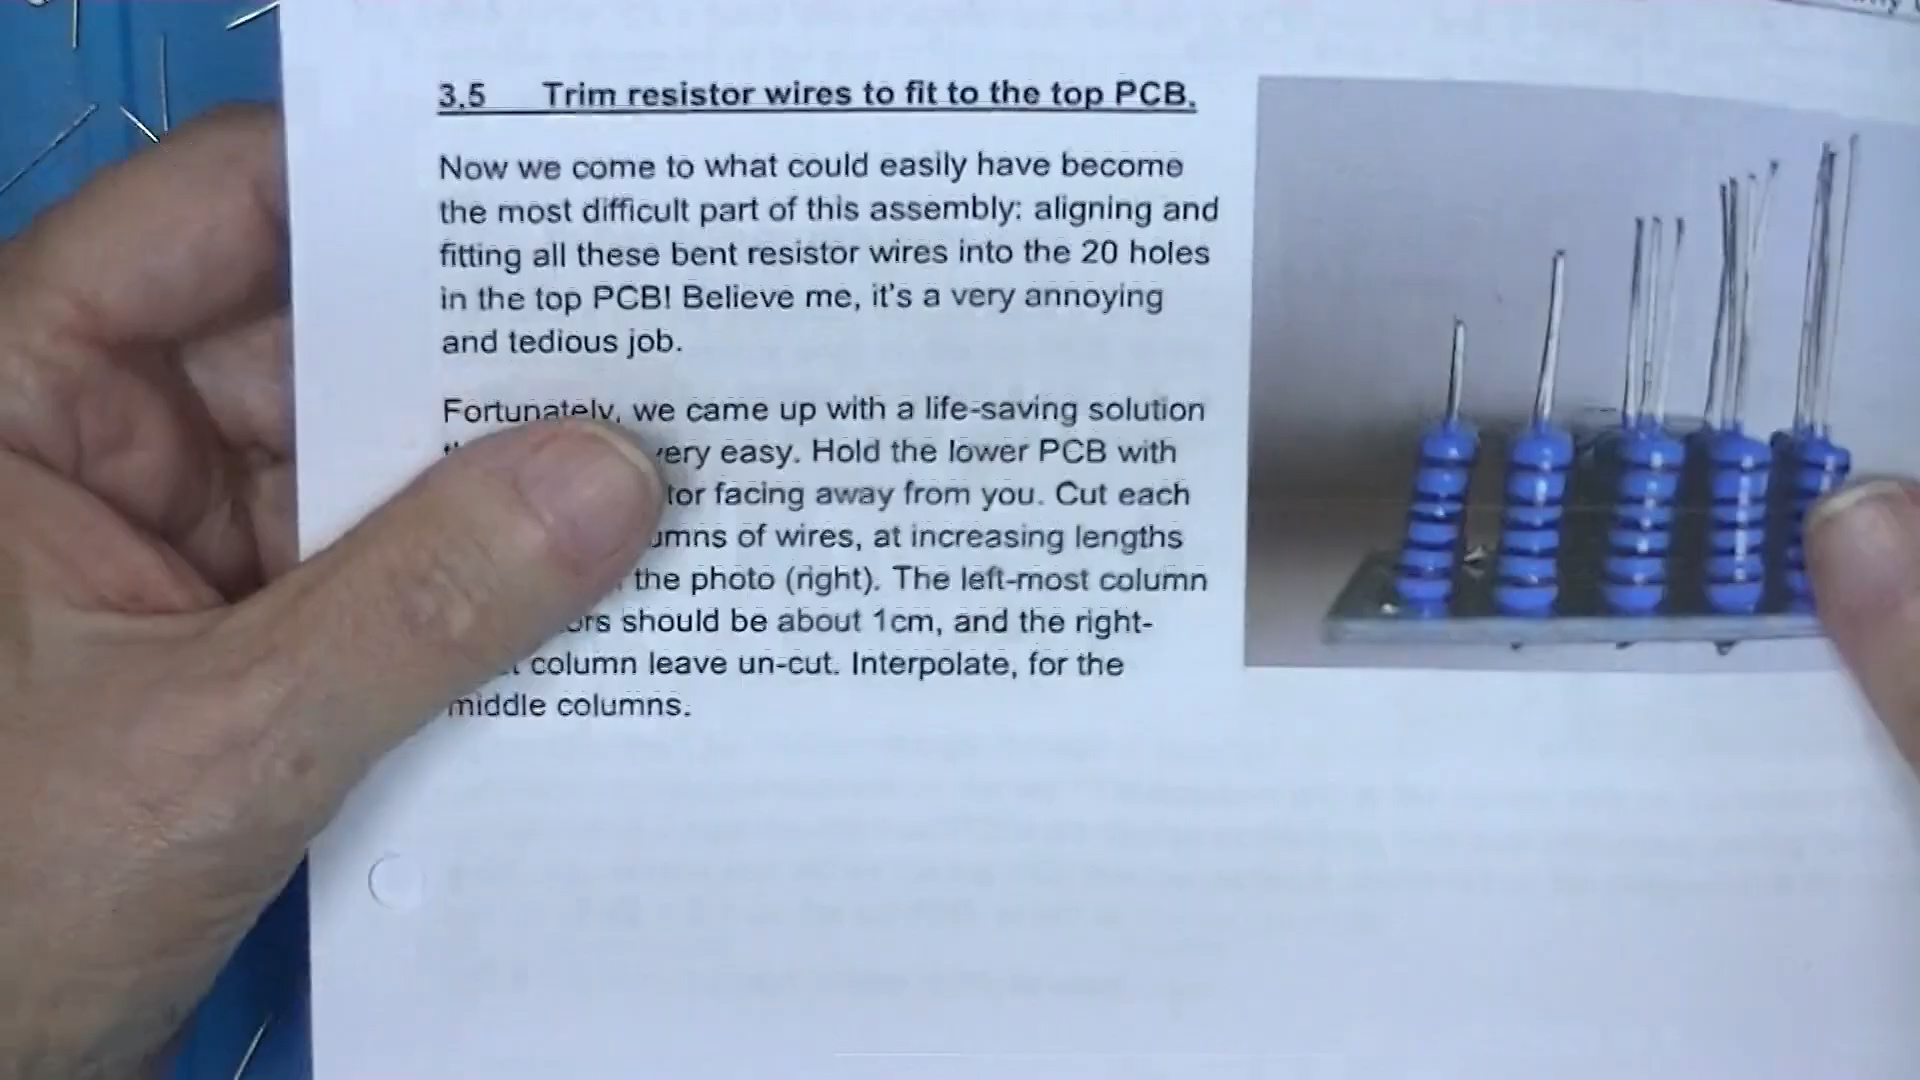 3.5 Trim resistor wires to fit to the top PCB.
Now we come to what could easily have become
the most difficult part of this assembly: aligning and
fitting all these bent resistor wires into the 20 holes
in the top PCB! Believe me, it's a very annoying
and tedious job.
Fortunately, we came up with a life-saving solution
very easy. Hold the lower PCB with
facing away from you. Cut each
of wires, at increasing lengths
the photo (right). The left-most column
should be about 1cm, and the right-
column leave un-cut. Interpolate, for the
middle columns.